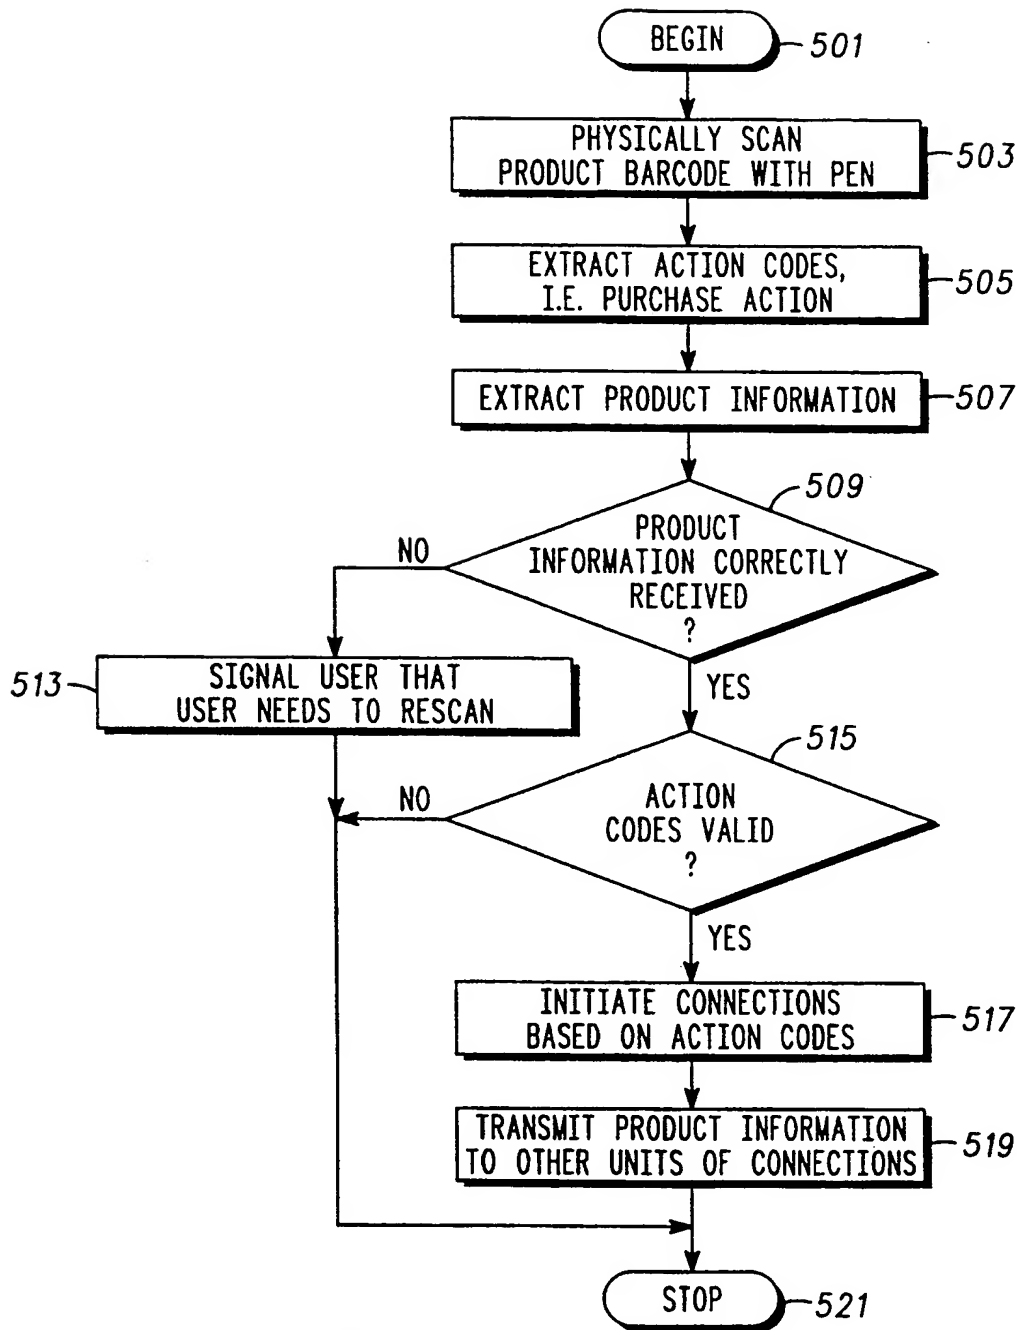 BEGIN
501
PHYSICALLY SCAN
PRODUCT BARCODE WITH PEN
503
EXTRACT ACTION CODES,
I.E. PURCHASE ACTION
505
EXTRACT PRODUCT INFORMATION
507
509
PRODUCT
INFORMATION CORRECTLY
RECEIVED
?
NO
YES
513
SIGNAL USER THAT
USER NEEDS TO RESCAN
515
ACTION
CODES VALID
?
NO
YES
INITIATE CONNECTIONS
BASED ON ACTION CODES
517
TRANSMIT PRODUCT INFORMATION
TO OTHER UNITS OF CONNECTIONS
519
STOP
521